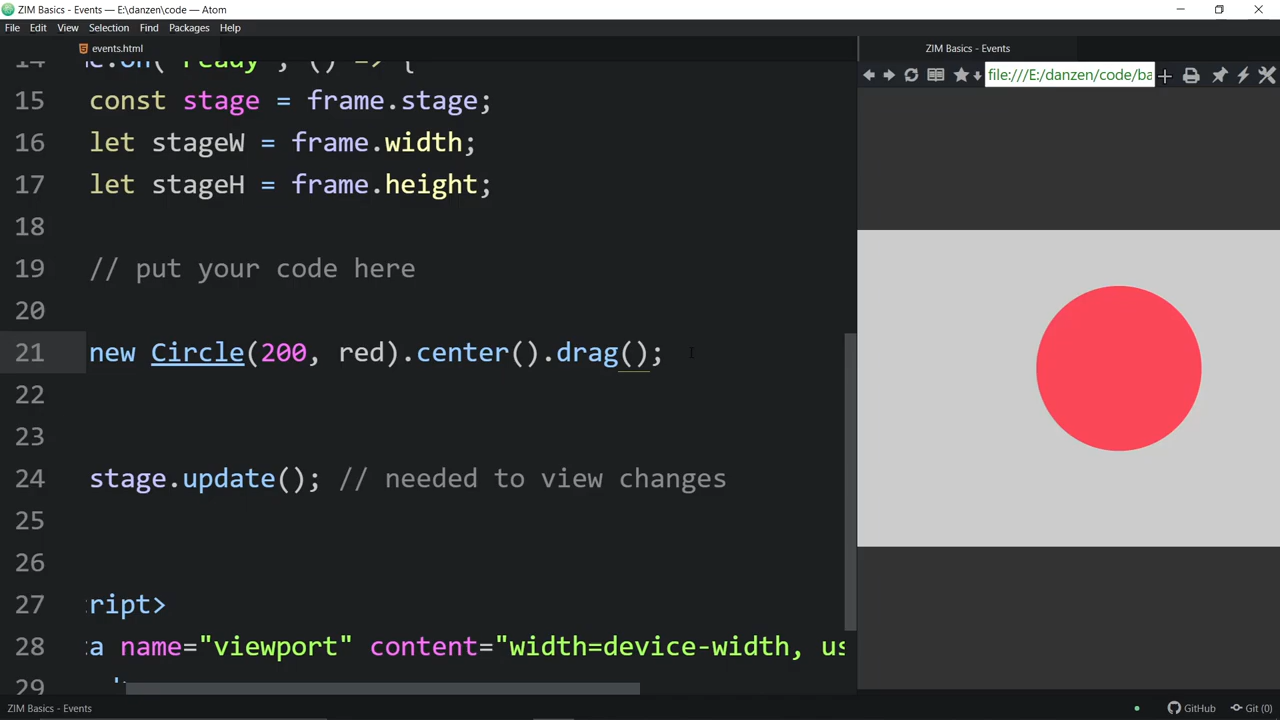 ZIM Basics - Events — E:\danzen\code — Atom
File Edit View Selection Find Packages Help
events.html
ZIM Basics - Events
file:///E:/danzen/code/ba
14 e.on("ready", () => {
15 const stage = frame.stage;
16 let stageW = frame.width;
17 let stageH = frame.height;
18
19 // put your code here
20
21 new Circle(200, red).center().drag();
22
23
24 stage.update(); // needed to view changes
25
26
27 ript>
28 a name="viewport" content="width=device-width, us
29
ZIM Basics - Events
GitHub Git (0)